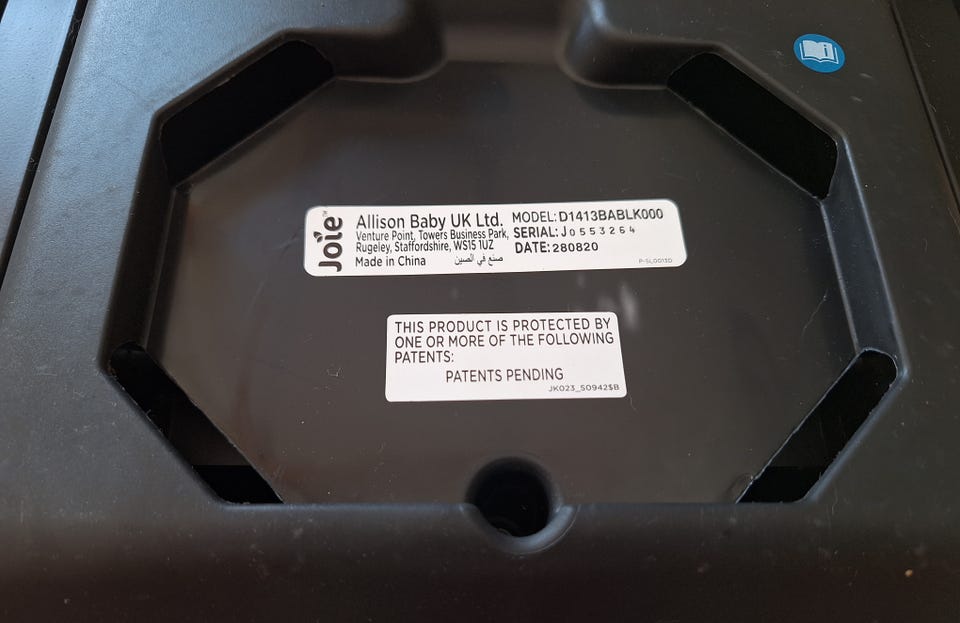 Joie™
Allison Baby UK Ltd.
Venture Point, Towers Business Park,
Rugeley, Staffordshire, WS15 1UZ
Made in China صنع في الصين
MODEL: D1413BABLK000
SERIAL: J0553264
DATE: 280820
P-SL0013D
THIS PRODUCT IS PROTECTED BY
ONE OR MORE OF THE FOLLOWING
PATENTS:
PATENTS PENDING
JK023_S0942$B